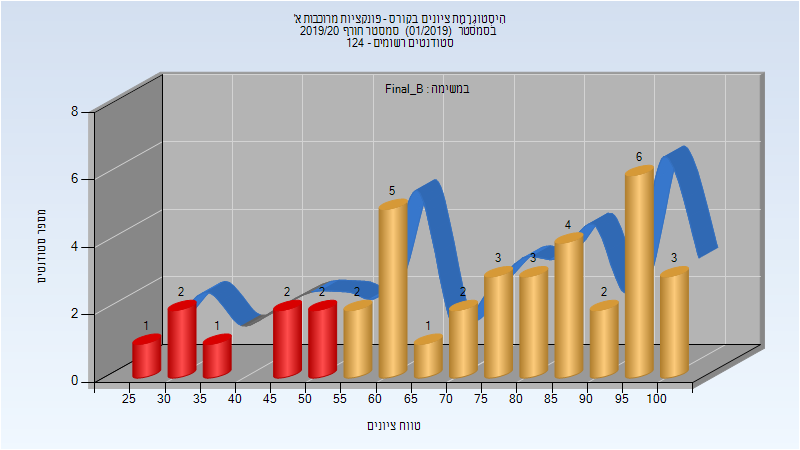 היסטוגרמת ציונים בקורס - פונקציות מרוכבות א'
בסמסטר (01/2019) סמסטר חורף 2019/20
סטודנטים רשומים - 124
במשימה : Final_B
מספר סטודנטים
8
6
4
2
0
1
2
1
2
2
2
5
1
2
3
3
4
2
6
3
25 30 35 40 45 50 55 60 65 70 75 80 85 90 95 100
טווח ציונים